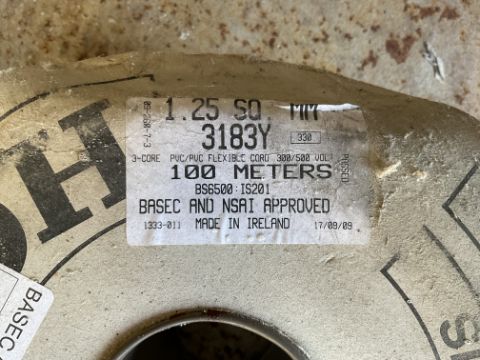 1.25 SQ. MM
3183Y
330
3-CORE PVC/PVC FLEXIBLE CORD 300/500 VOLT
100 METERS
BS6500:IS201
BASEC AND NSAI APPROVED
1333-011 MADE IN IRELAND 17/09/09
BASEC